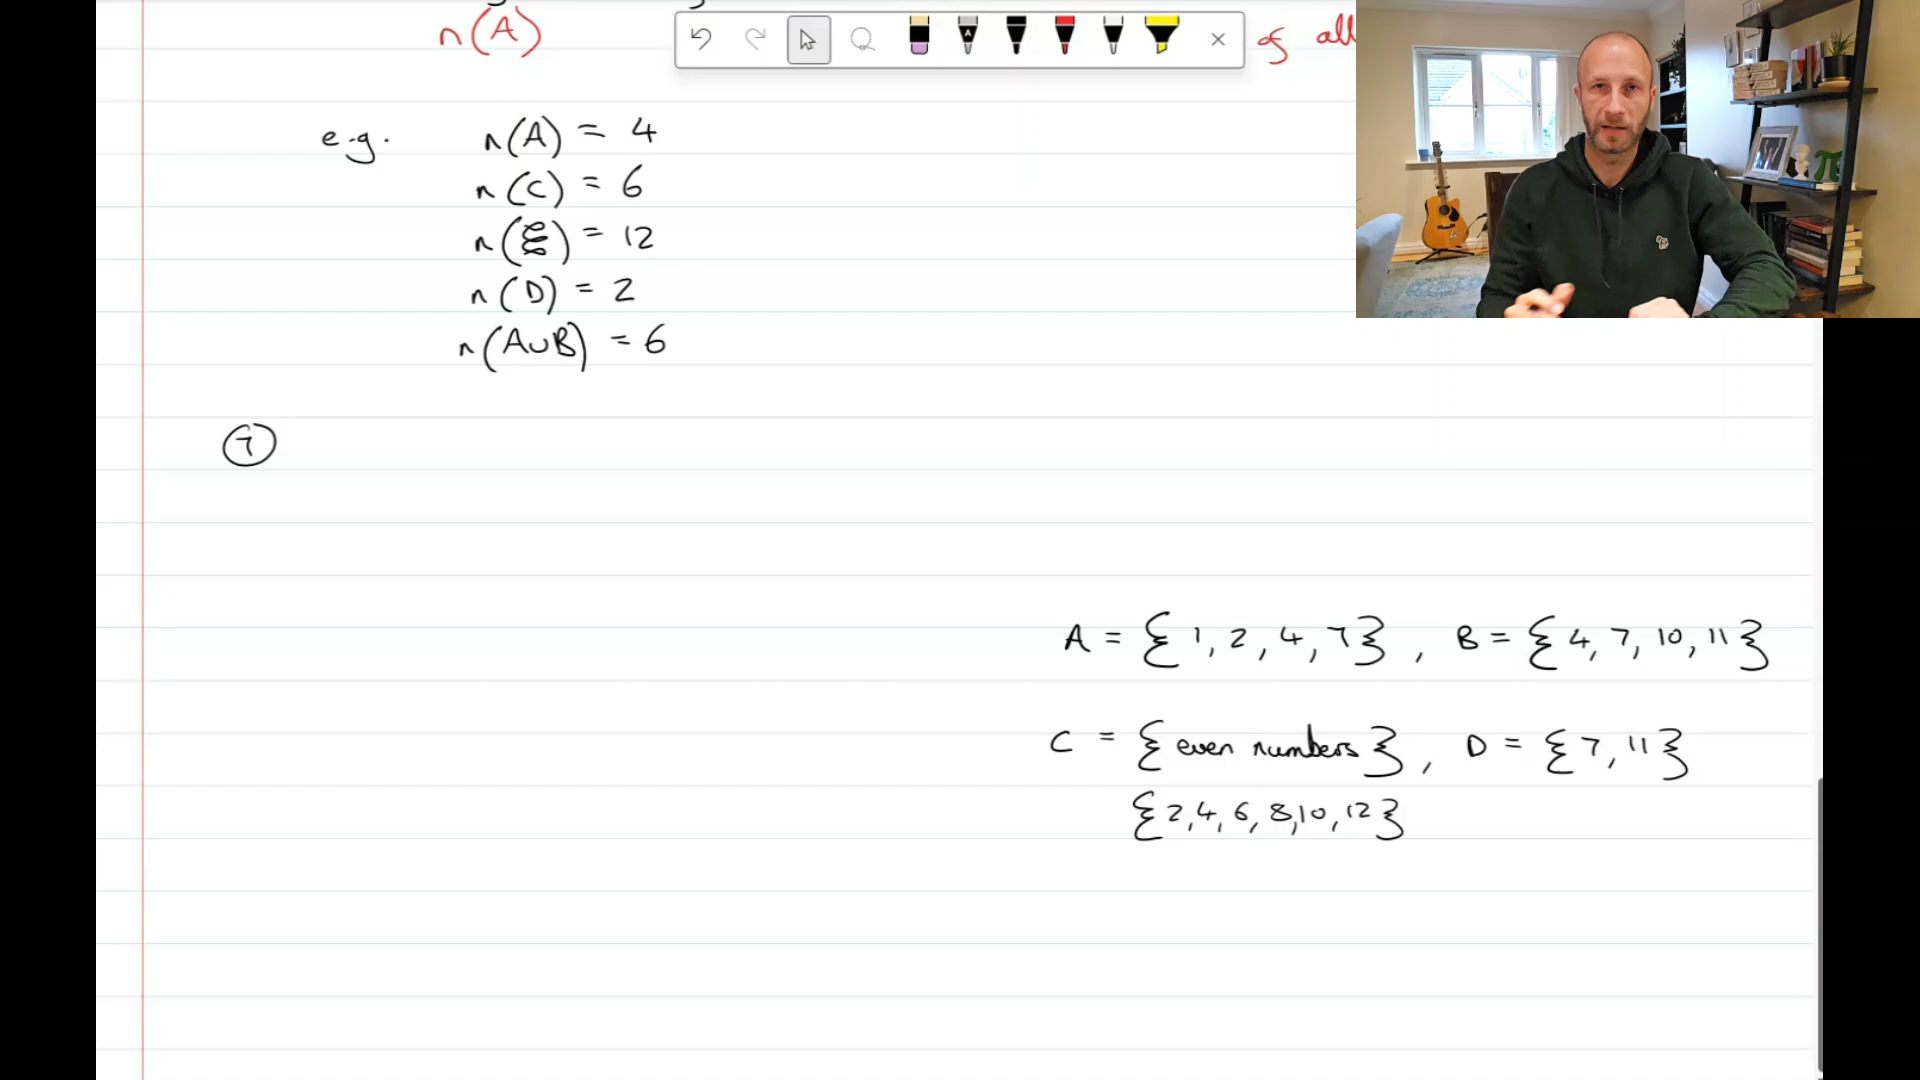 n(A) of all
e.g. n(A) = 4
n(C) = 6
n(ξ) = 12
n(D) = 2
n(A∪B) = 6
⑦
A = {1, 2, 4, 7}, B = {4, 7, 10, 11}
C = {even numbers}, D = {7, 11}
{2, 4, 6, 8, 10, 12}